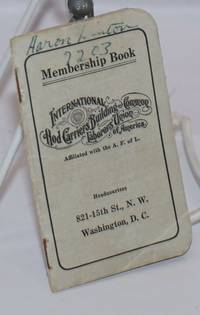 Aaron
2203
Membership Book
INTERNATIONAL
Hod Carriers Building and Common
Laborers Union
of America
Affiliated with the A. F. of L.
Headquarters
821-15th St., N. W.
Washington, D. C.